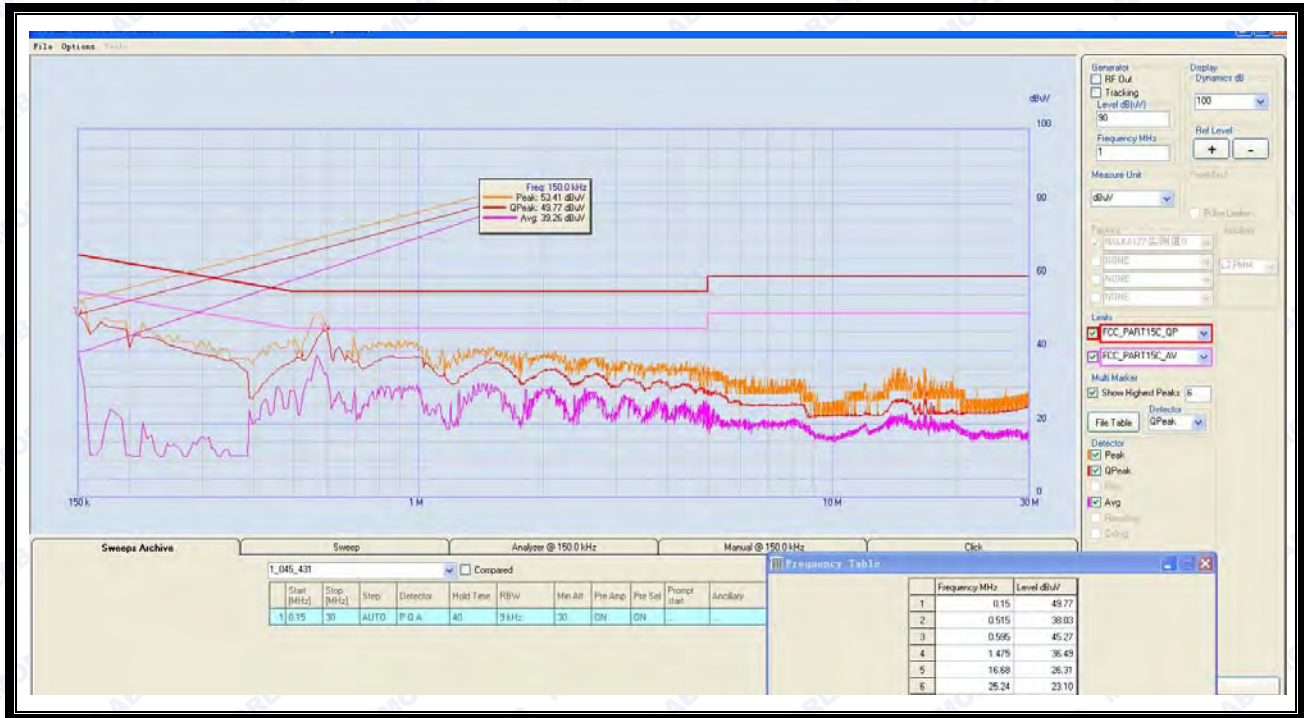 File Options Tools
dBuV
100
80
60
40
20
0
Freq: 150.0 kHz
Peak: 53.41 dBuV
QPeak: 49.77 dBuV
Avg: 39.26 dBuV
150 k
1 M
10 M
30 M
Generator
RF Out
Tracking
Level dB(uV)
90
Frequency MHz
1
Display
Dynamics dB
100
Ref Level
+ -
Measure Unit
dBuV
Pulse Limiter
Factors
Ancillary
NONE
NONE
NONE
Limits
FCC_PART15C_QP
FCC_PART15C_AV
Multi Marker
Show Highest Peaks 6
File Table
Detector
QPeak
Detector
Peak
QPeak
Avg
Sweeps Archive Sweep Analyzer @ 150.0 kHz Manual @ 150.0 kHz Click
1_045_431 Compared
Start [MHz] Stop [MHz] Step Detector Hold Time RBW Min Att Pre Amp Pre Sel Prompt start Ancillary
1 0.15 30 AUTO P Q A 40 9 kHz 30 ON ON ... ...
Frequency Table
Frequency MHz Level dBuV
1 0.15 49.77
2 0.515 38.03
3 0.595 45.27
4 1.475 36.49
5 16.68 26.31
6 25.24 23.10